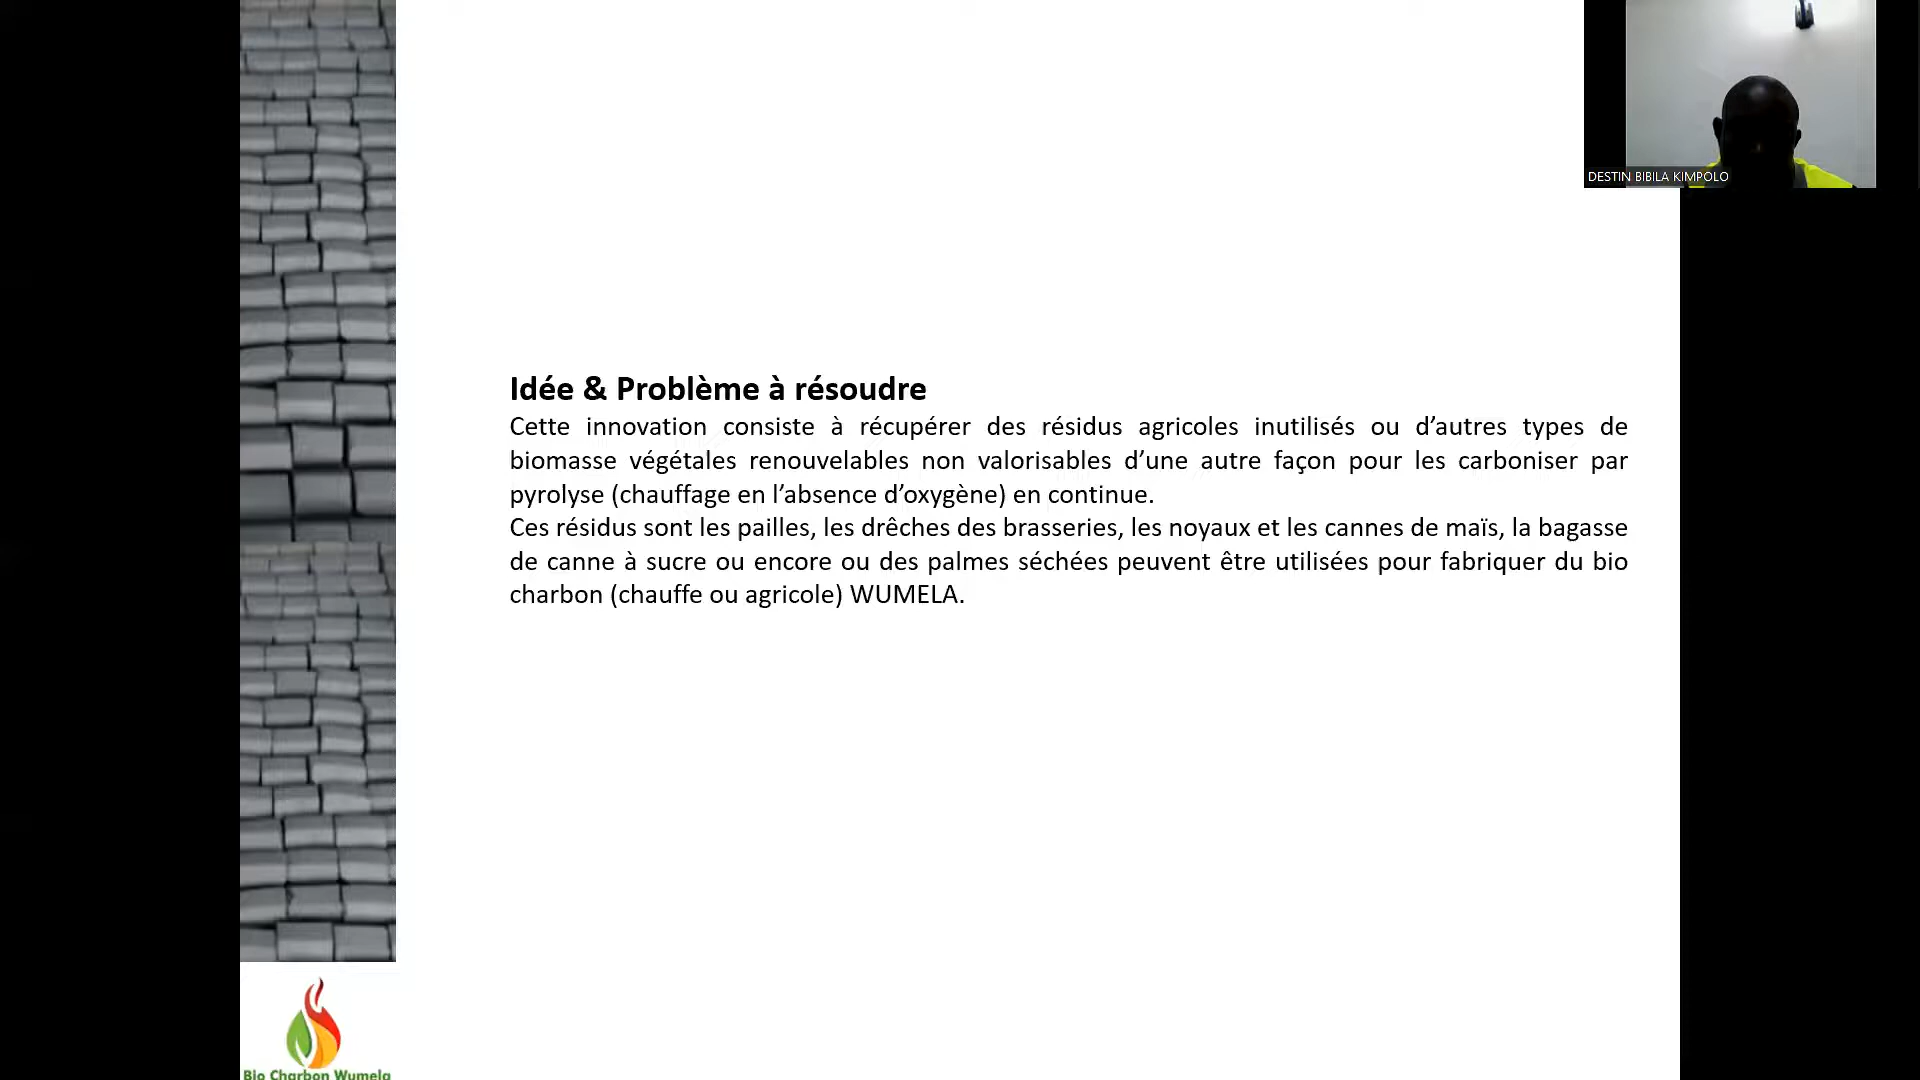 DESTIN BIBILA KIMPOLO
Idée & Problème à résoudre
Cette innovation consiste à récupérer des résidus agricoles inutilisés ou d’autres types de
biomasse végétales renouvelables non valorisables d’une autre façon pour les carboniser par
pyrolyse (chauffage en l’absence d’oxygène) en continue.
Ces résidus sont les pailles, les drêches des brasseries, les noyaux et les cannes de maïs, la bagasse
de canne à sucre ou encore ou des palmes séchées peuvent être utilisées pour fabriquer du bio
charbon (chauffe ou agricole) WUMELA.
Bio Charbon Wumela